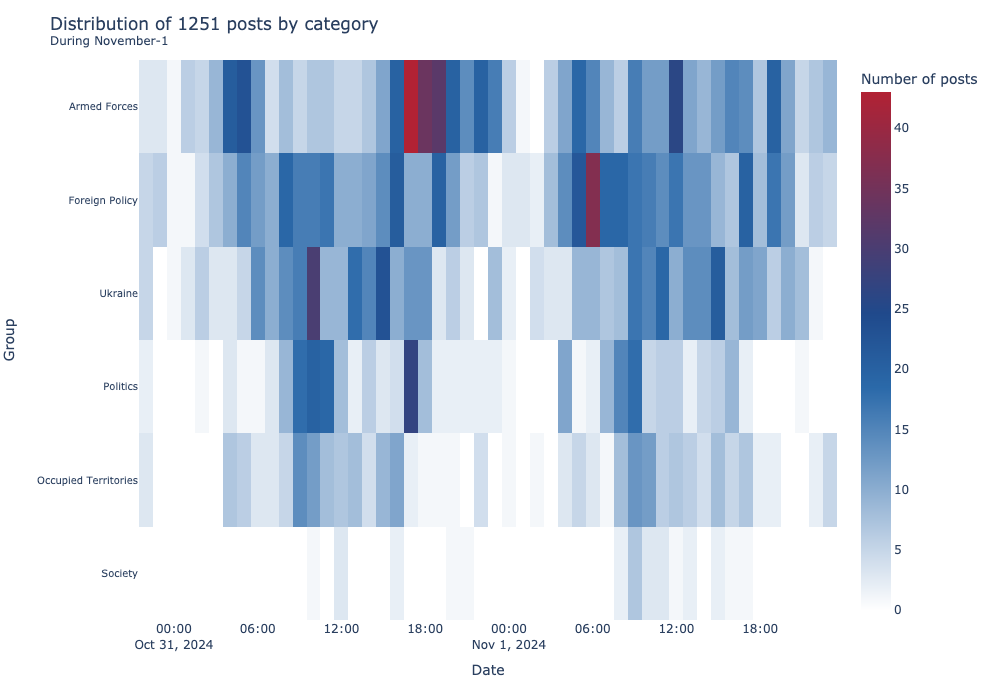 Distribution of 1251 posts by category
During November-1
Number of posts
Armed Forces
Foreign Policy
Ukraine
Politics
Occupied Territories
Society
Group
40
35
30
25
20
15
10
5
0
00:00 06:00 12:00 18:00 00:00 06:00 12:00 18:00
Oct 31, 2024 Nov 1, 2024
Date